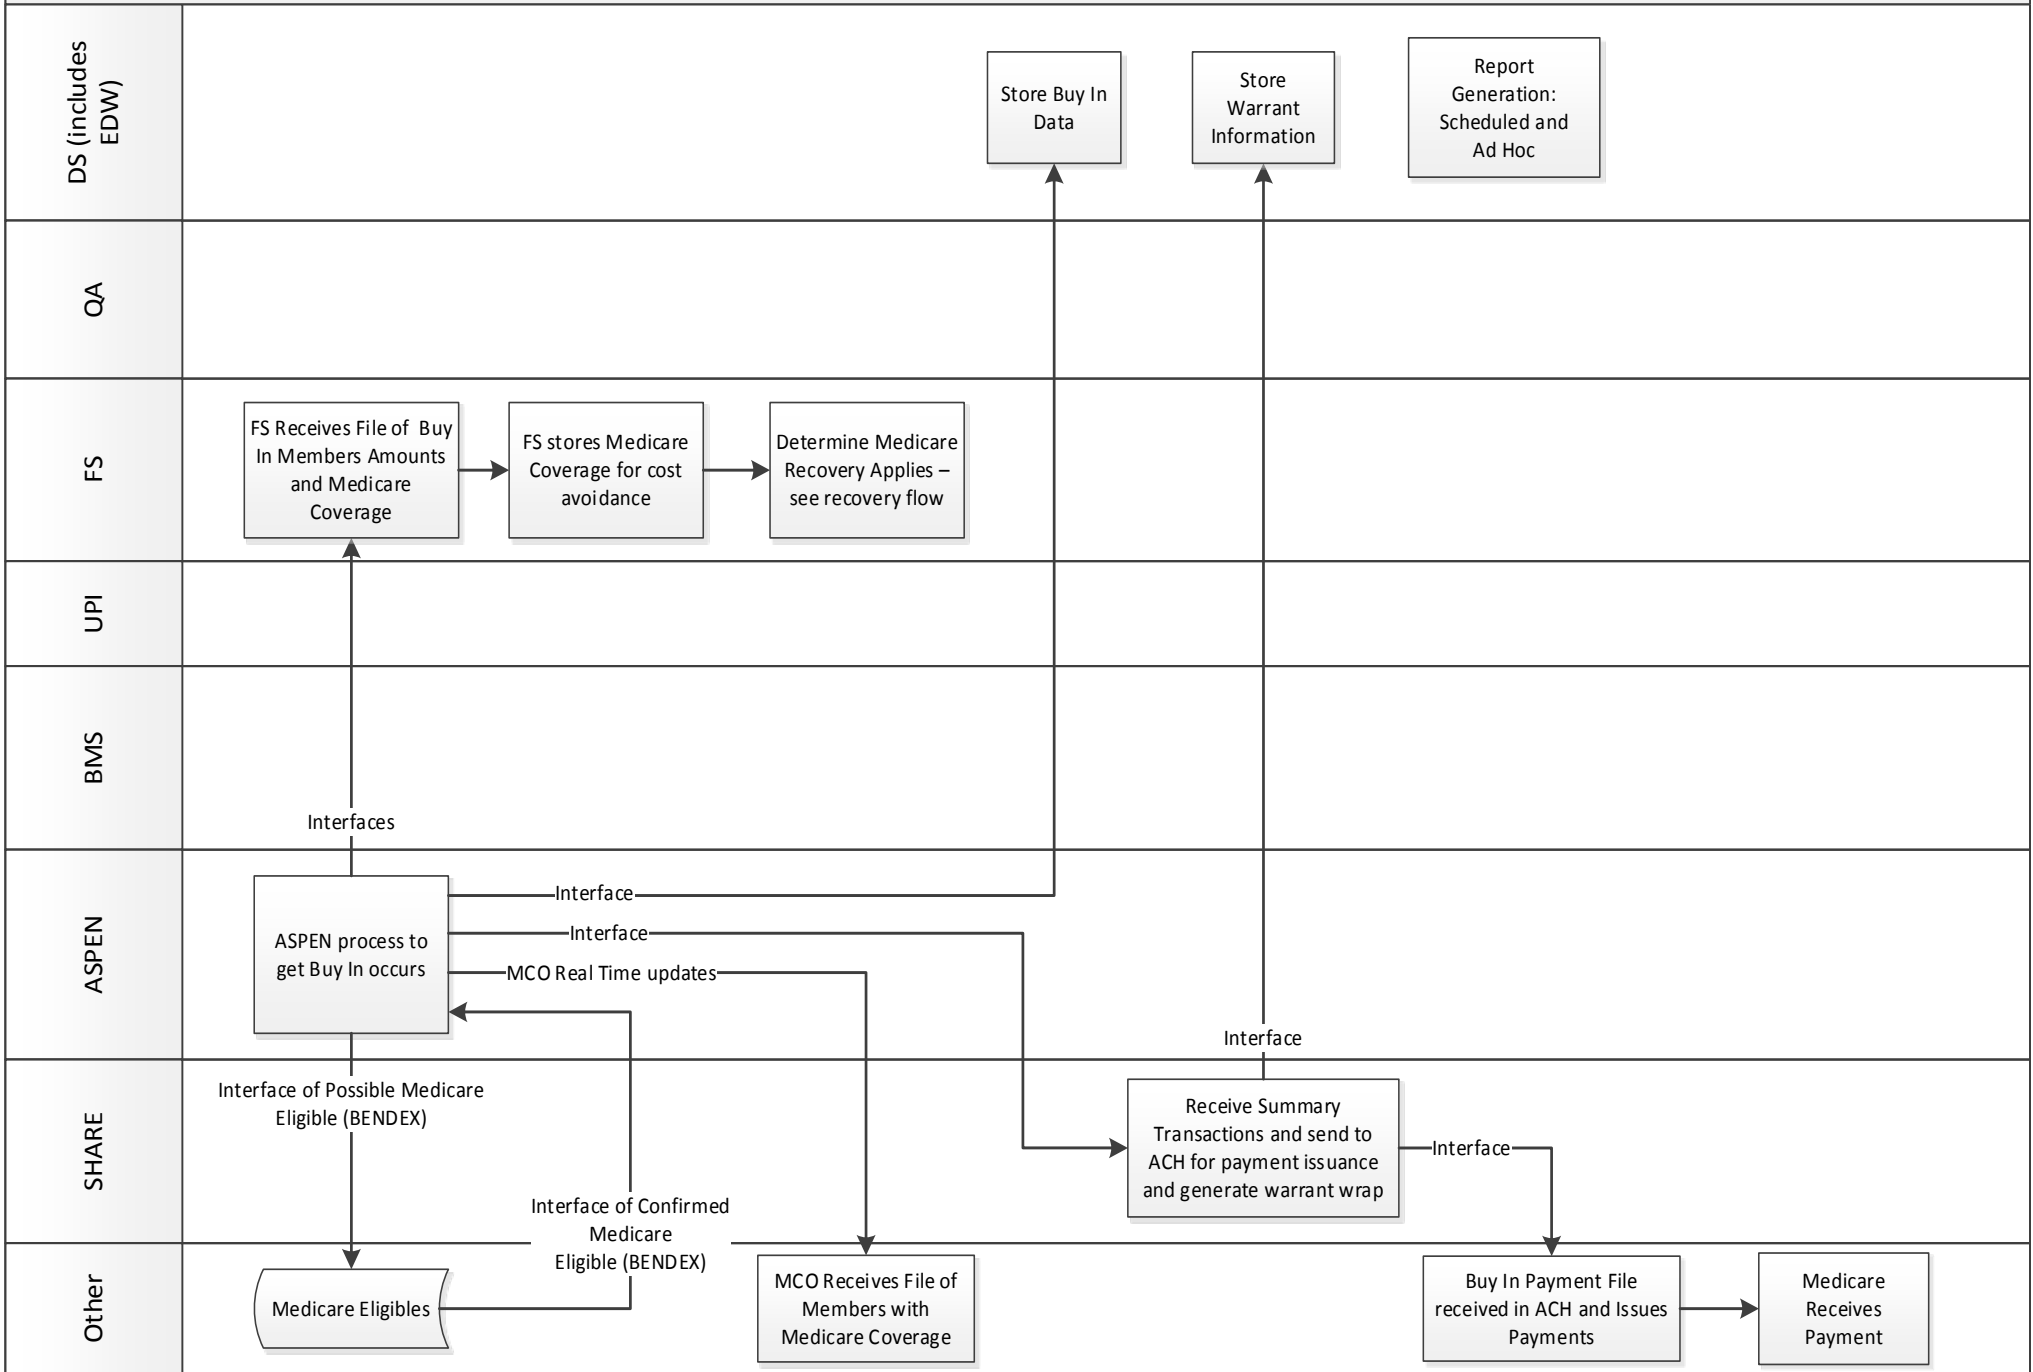 DS (includes
EDW)
Store Buy In
Data
Store
Warrant
Information
Report
Generation:
Scheduled and
Ad Hoc
QA
FS
FS Receives File of Buy
In Members Amounts
and Medicare
Coverage
FS stores Medicare
Coverage for cost
avoidance
Determine Medicare
Recovery Applies –
see recovery flow
UPI
BMS
Interfaces
ASPEN
ASPEN process to
get Buy In occurs
Interface
Interface
MCO Real Time updates
Interface
SHARE
Interface of Possible Medicare
Eligible (BENDEX)
Interface of Confirmed
Medicare
Eligible (BENDEX)
Receive Summary
Transactions and send to
ACH for payment issuance
and generate warrant wrap
Interface
Other
Medicare Eligibles
MCO Receives File of
Members with
Medicare Coverage
Buy In Payment File
received in ACH and Issues
Payments
Medicare
Receives
Payment